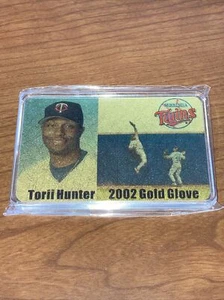 MINNESOTA
Twins
Torii Hunter
2002 Gold Glove